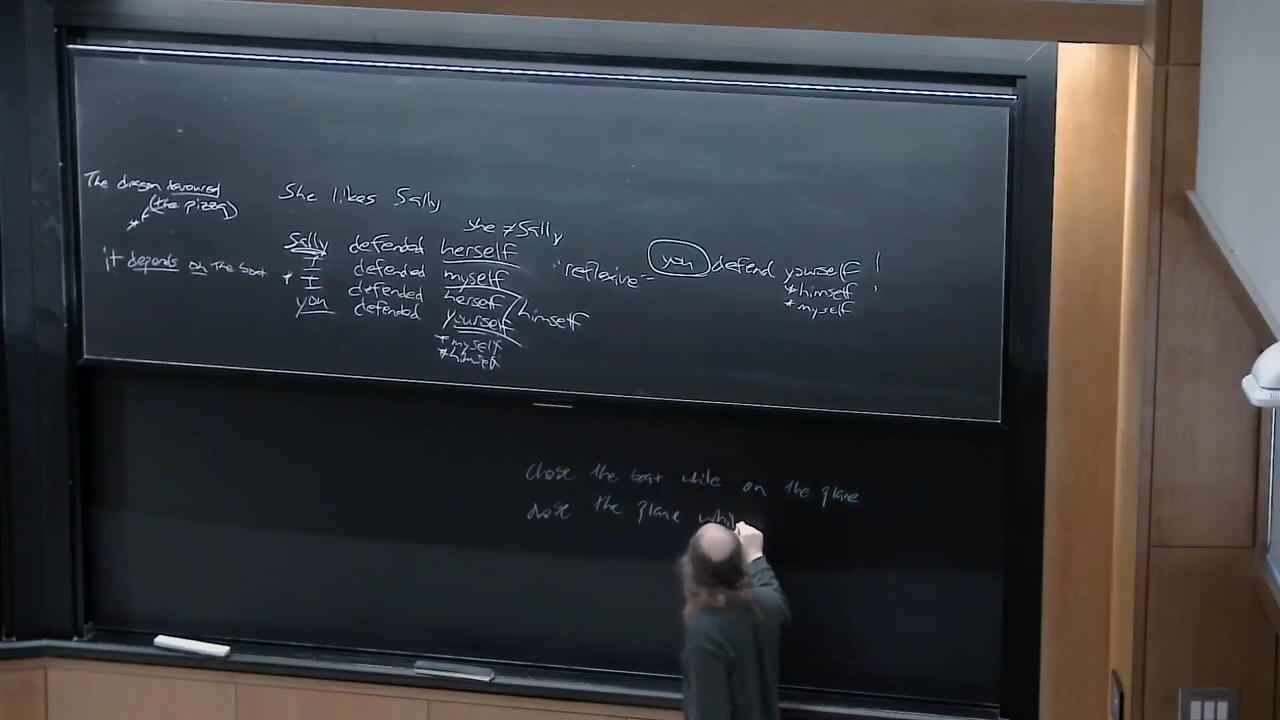 The dragon devoured
* (the pizza)
it depends on the boat
She likes Sally
she ≠ Sally
Sally defended herself
I defended myself
* I defended herself / himself
you defended yourself
* myself
* himself
"reflexive"
you defend yourself !
* himself
* myself
the boat while on the plane
the plane whil